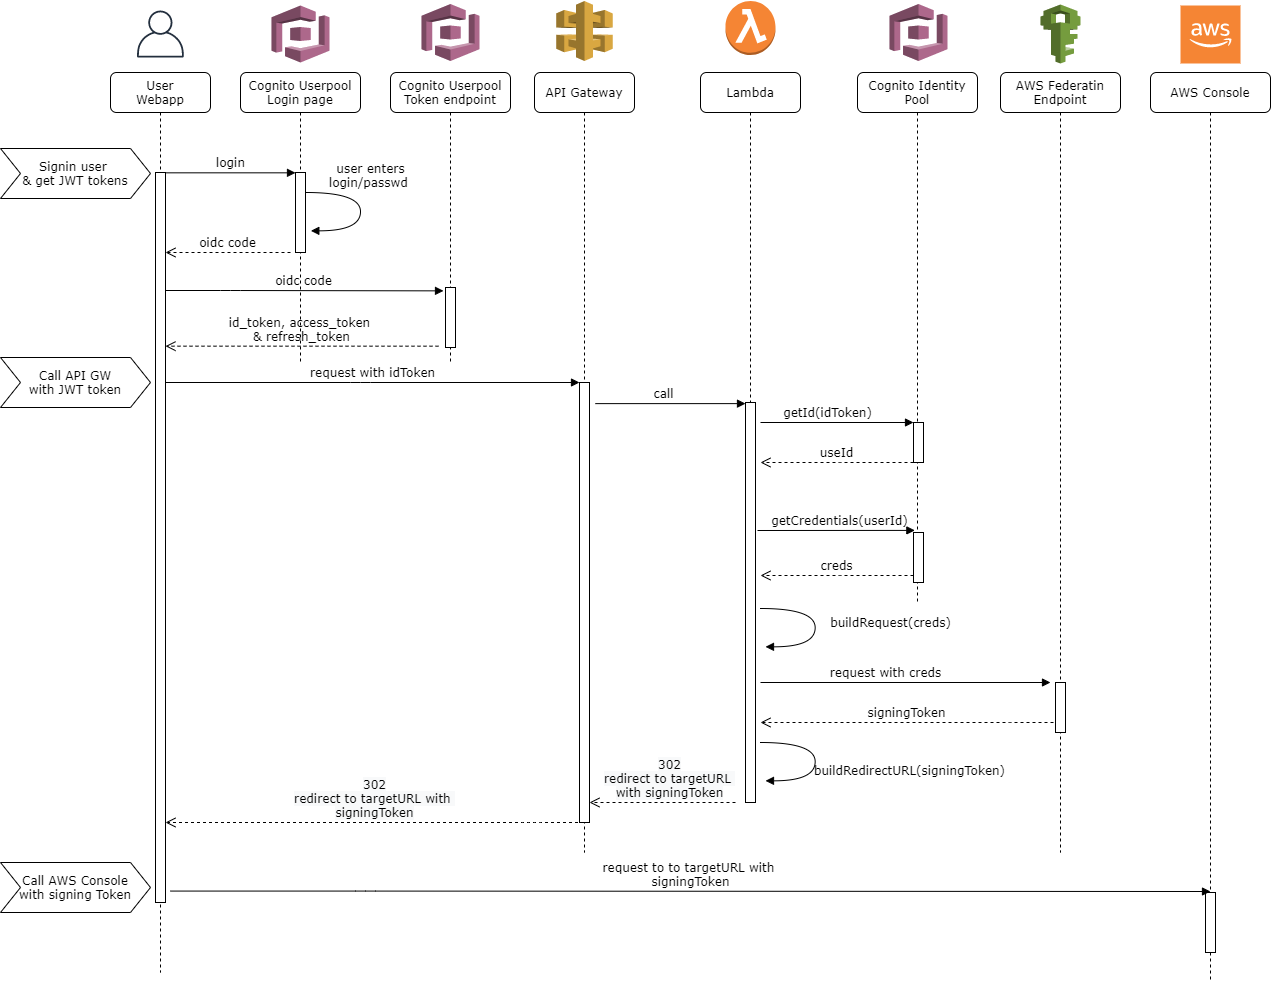 aws
User
Webapp
Cognito Userpool
Login page
Cognito Userpool
Token endpoint
API Gateway
Lambda
Cognito Identity
Pool
AWS Federatin
Endpoint
AWS Console
Signin user
& get JWT tokens
login
user enters
login/passwd
oidc code
oidc code
id_token, access_token
& refresh_token
Call API GW
with JWT token
request with idToken
call
getId(idToken)
useId
getCredentials(userId)
creds
buildRequest(creds)
request with creds
signingToken
buildRedirectURL(signingToken)
302
redirect to targetURL
with signingToken
302
redirect to targetURL with
signingToken
Call AWS Console
with signing Token
request to to targetURL with
signingToken